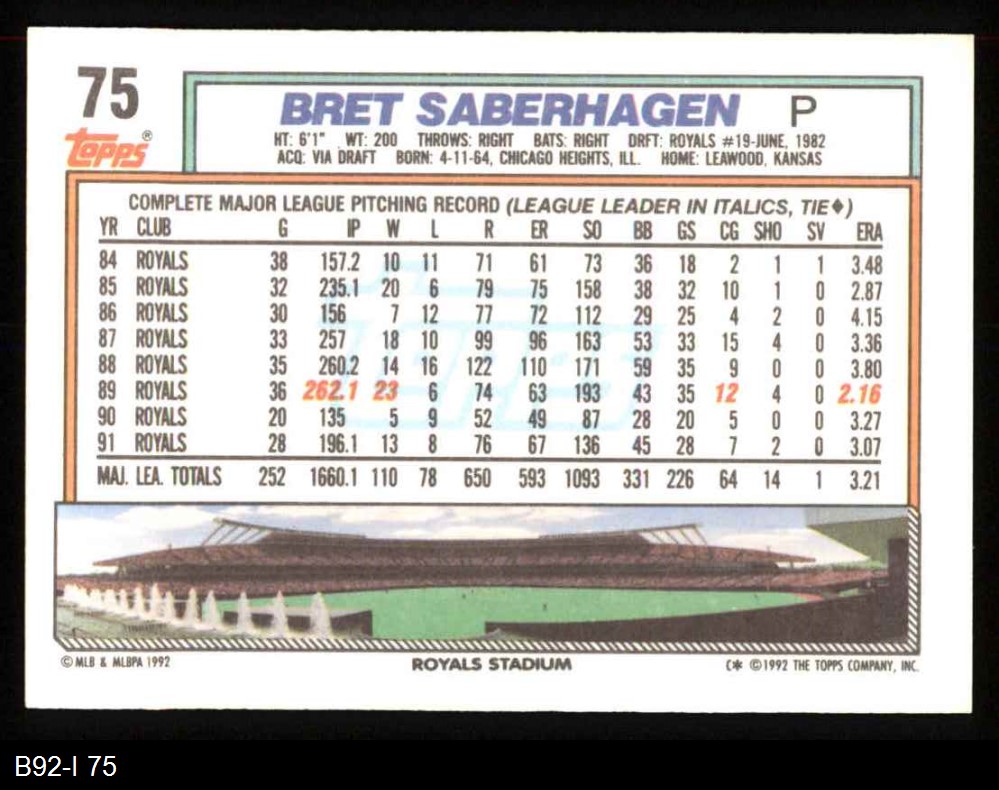 75
Topps®
BRET SABERHAGEN P
HT: 6'1" WT: 200 THROWS: RIGHT BATS: RIGHT DRFT: ROYALS #19-JUNE, 1982
ACQ: VIA DRAFT BORN: 4-11-64, CHICAGO HEIGHTS, ILL. HOME: LEAWOOD, KANSAS
COMPLETE MAJOR LEAGUE PITCHING RECORD (LEAGUE LEADER IN ITALICS, TIE♦)
YR CLUB G IP W L R ER SO BB GS CG SHO SV ERA
84 ROYALS 38 157.2 10 11 71 61 73 36 18 2 1 1 3.48
85 ROYALS 32 235.1 20 6 79 75 158 38 32 10 1 0 2.87
86 ROYALS 30 156 7 12 77 72 112 29 25 4 2 0 4.15
87 ROYALS 33 257 18 10 99 96 163 53 33 15 4 0 3.36
88 ROYALS 35 260.2 14 16 122 110 171 59 35 9 0 0 3.80
89 ROYALS 36 262.1 23 6 74 63 193 43 35 12 4 0 2.16
90 ROYALS 20 135 5 9 52 49 87 28 20 5 0 0 3.27
91 ROYALS 28 196.1 13 8 76 67 136 45 28 7 2 0 3.07
MAJ. LEA. TOTALS 252 1660.1 110 78 650 593 1093 331 226 64 14 1 3.21
Topps
© MLB & MLBPA 1992 ROYALS STADIUM (* © 1992 THE TOPPS COMPANY, INC.
B92-I 75